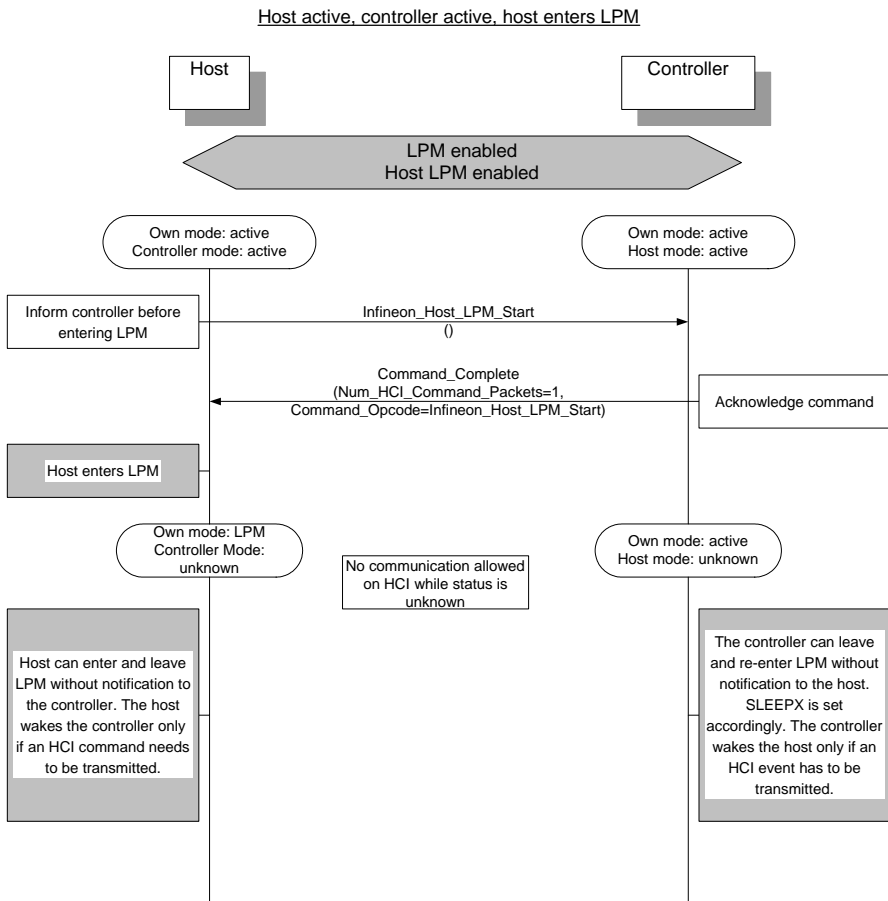 Host active, controller active, host enters LPM
Host
Controller
LPM enabled
Host LPM enabled
Own mode: active
Controller mode: active
Own mode: active
Host mode: active
Inform controller before
entering LPM
Infineon_Host_LPM_Start
()
Command_Complete
(Num_HCI_Command_Packets=1,
Command_Opcode=Infineon_Host_LPM_Start)
Acknowledge command
Host enters LPM
Own mode: LPM
Controller Mode:
unknown
No communication allowed
on HCI while status is
unknown
Own mode: active
Host mode: unknown
Host can enter and leave
LPM without notification to
the controller. The host
wakes the controller only
if an HCI command needs
to be transmitted.
The controller can leave
and re-enter LPM without
notification to the host.
SLEEPX is set
accordingly. The controller
wakes the host only if an
HCI event has to be
transmitted.